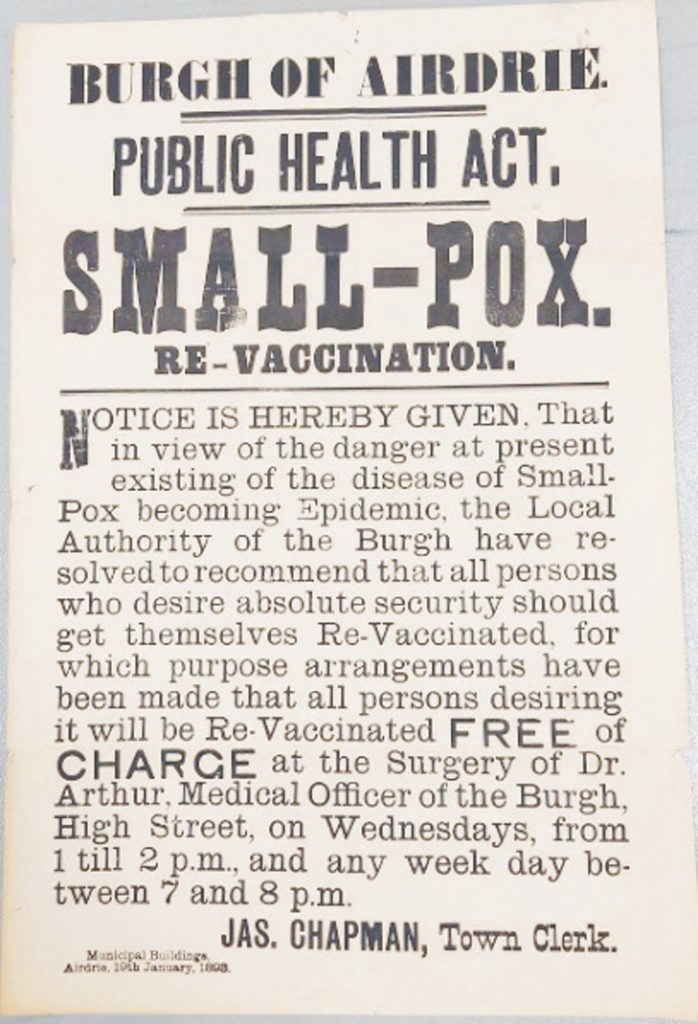 BURGH OF AIRDRIE.
PUBLIC HEALTH ACT.
SMALL-POX.
RE-VACCINATION.
NOTICE IS HEREBY GIVEN, That
in view of the danger at present
existing of the disease of Small-
Pox becoming Epidemic, the Local
Authority of the Burgh have re-
solved to recommend that all persons
who desire absolute security should
get themselves Re-Vaccinated, for
which purpose arrangements have
been made that all persons desiring
it will be Re-Vaccinated FREE of
CHARGE at the Surgery of Dr.
Arthur, Medical Officer of the Burgh,
High Street, on Wednesdays, from
1 till 2 p.m., and any week day be-
tween 7 and 8 p.m.
JAS. CHAPMAN, Town Clerk.
Municipal Buildings,
Airdrie, 19th January,